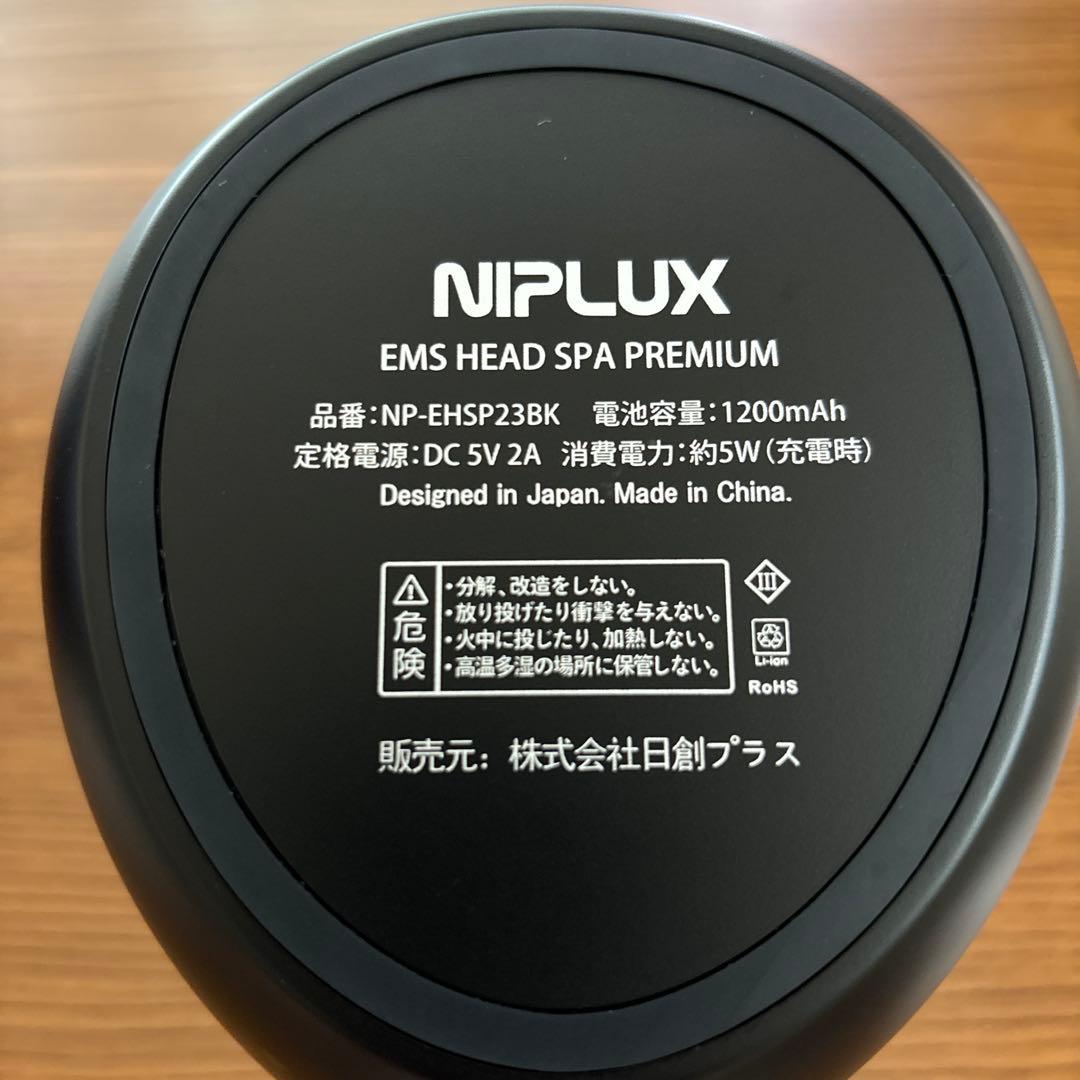 NIPLUX
EMS HEAD SPA PREMIUM
品番:NP-EHSP23BK 電池容量:1200mAh
定格電源:DC 5V 2A 消費電力:約5W(充電時)
Designed in Japan. Made in China.
⚠危険
・分解、改造をしない。
・放り投げたり衝撃を与えない。
・火中に投じたり、加熱しない。
・高温多湿の場所に保管しない。
III
Li-ion
RoHS
販売元: 株式会社日創プラス